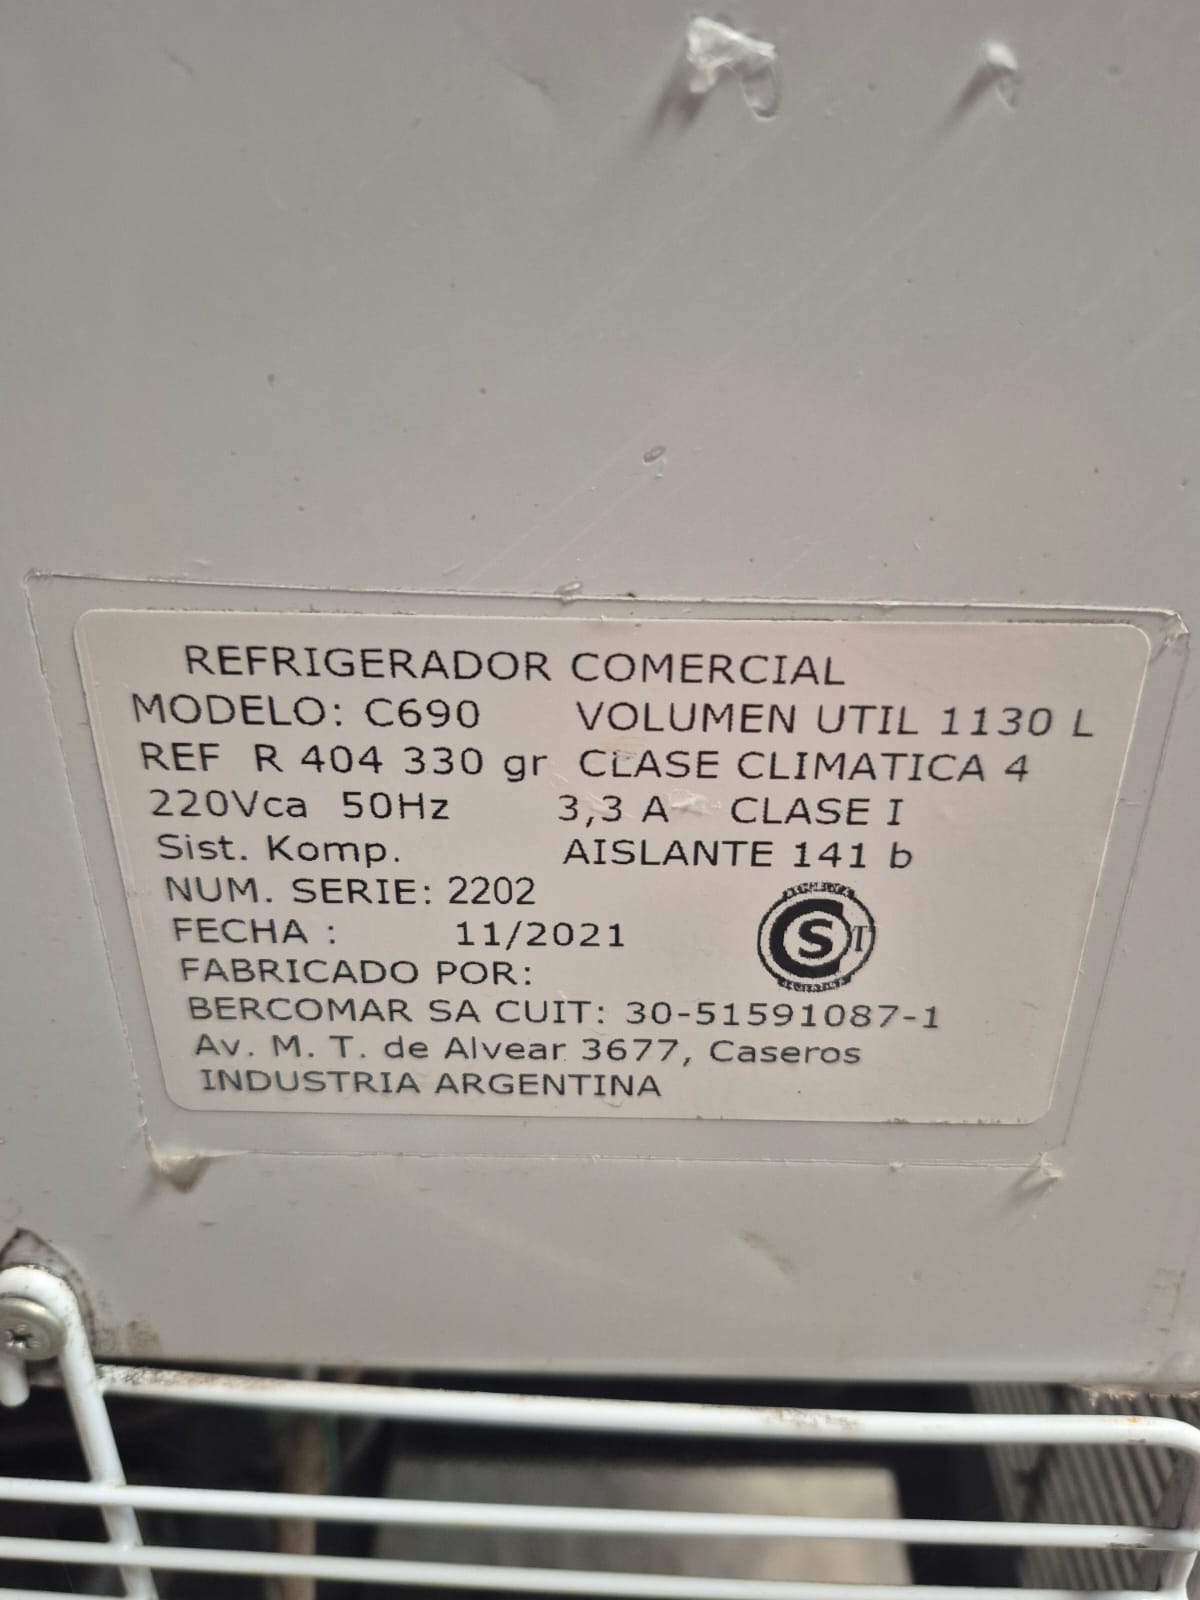 REFRIGERADOR COMERCIAL
MODELO: C690 VOLUMEN UTIL 1130 L
REF R 404 330 gr CLASE CLIMATICA 4
220Vca 50Hz 3,3 A CLASE I
Sist. Komp. AISLANTE 141 b
NUM. SERIE: 2202
FECHA : 11/2021
S T
FABRICADO POR:
BERCOMAR SA CUIT: 30-51591087-1
Av. M. T. de Alvear 3677, Caseros
INDUSTRIA ARGENTINA